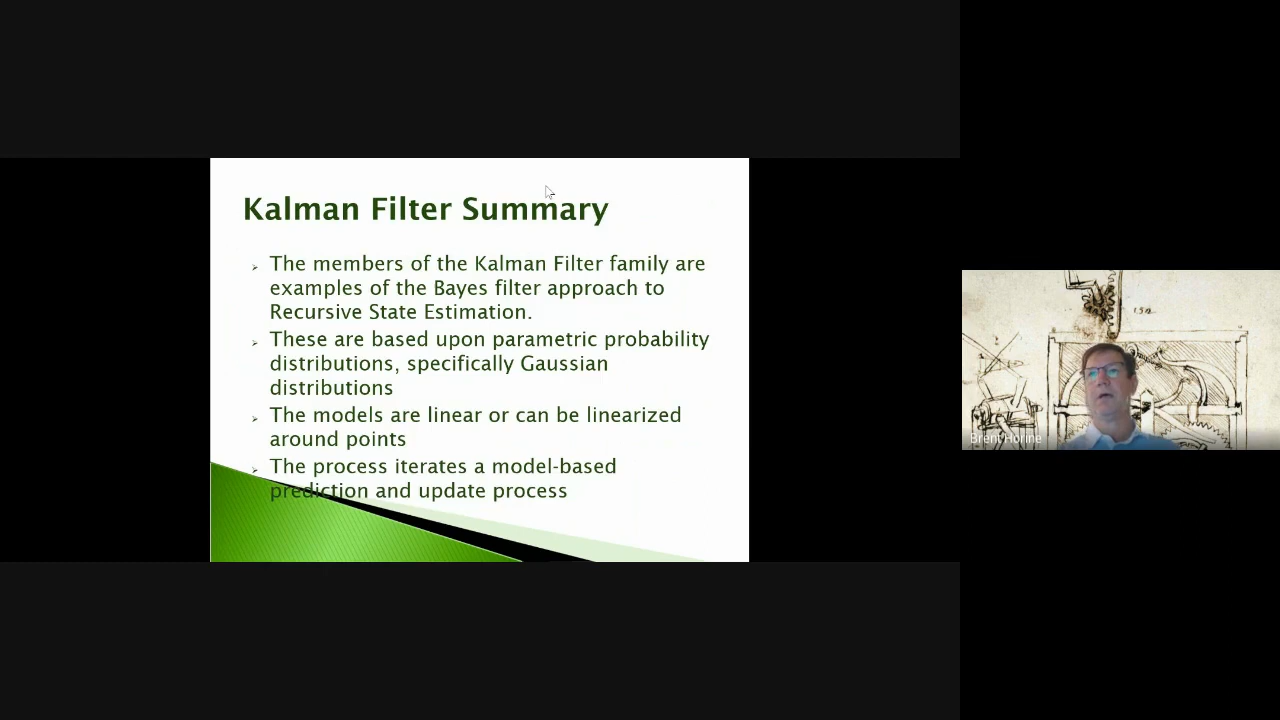 Kalman Filter Summary
The members of the Kalman Filter family are
examples of the Bayes filter approach to
Recursive State Estimation.
These are based upon parametric probability
distributions, specifically Gaussian
distributions
The models are linear or can be linearized
around points
The process iterates a model-based
prediction and update process
Brent Horine